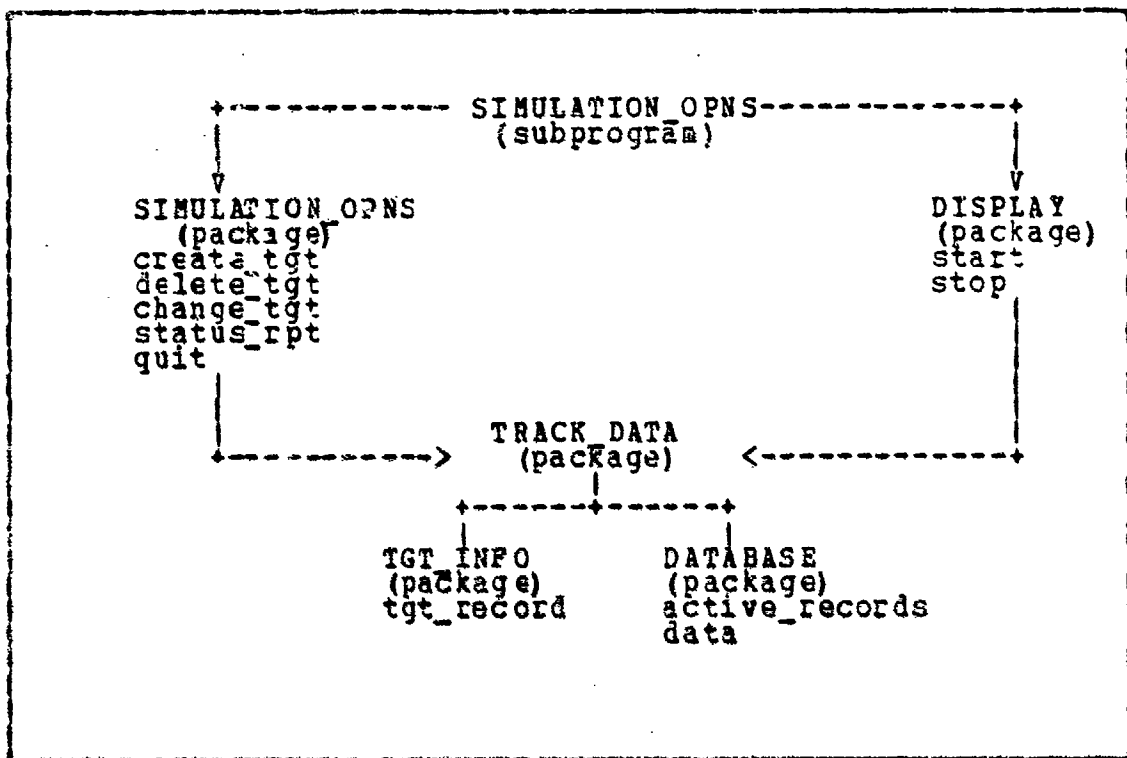 SIMULATION_OPNS
(subprogram)
SIMULATION_OPNS
(package)
create_tgt
delete_tgt
change_tgt
status_rpt
quit
DISPLAY
(package)
start
stop
TRACK_DATA
(package)
TGT_INFO
(package)
tgt_record
DATABASE
(package)
active_records
data